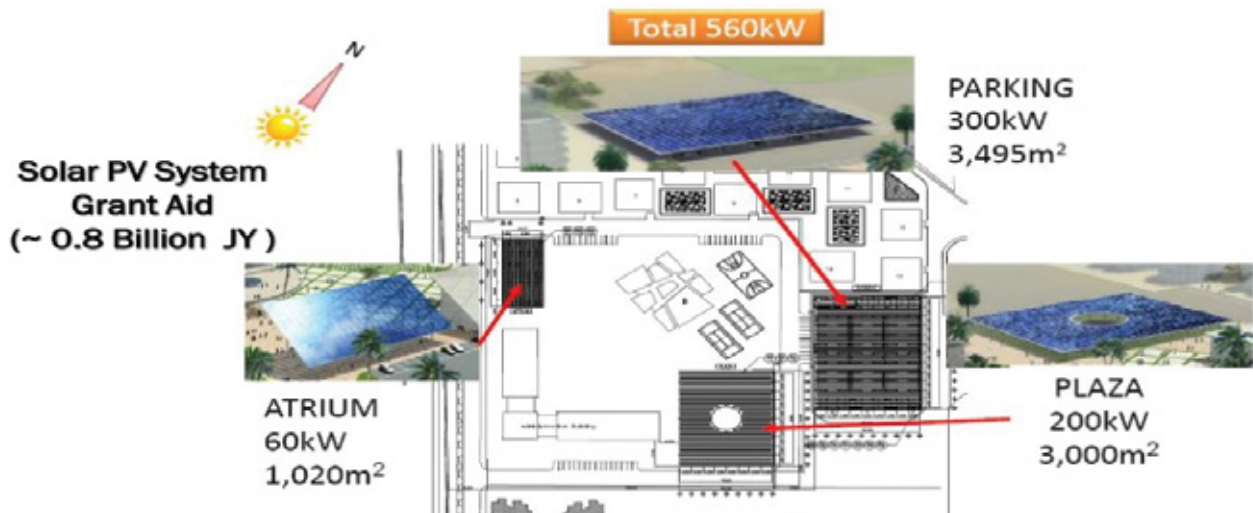 Total 560kW
N
Solar PV System
Grant Aid
(~ 0.8 Billion JY )
PARKING
300kW
3,495m²
ATRIUM
60kW
1,020m²
PLAZA
200kW
3,000m²